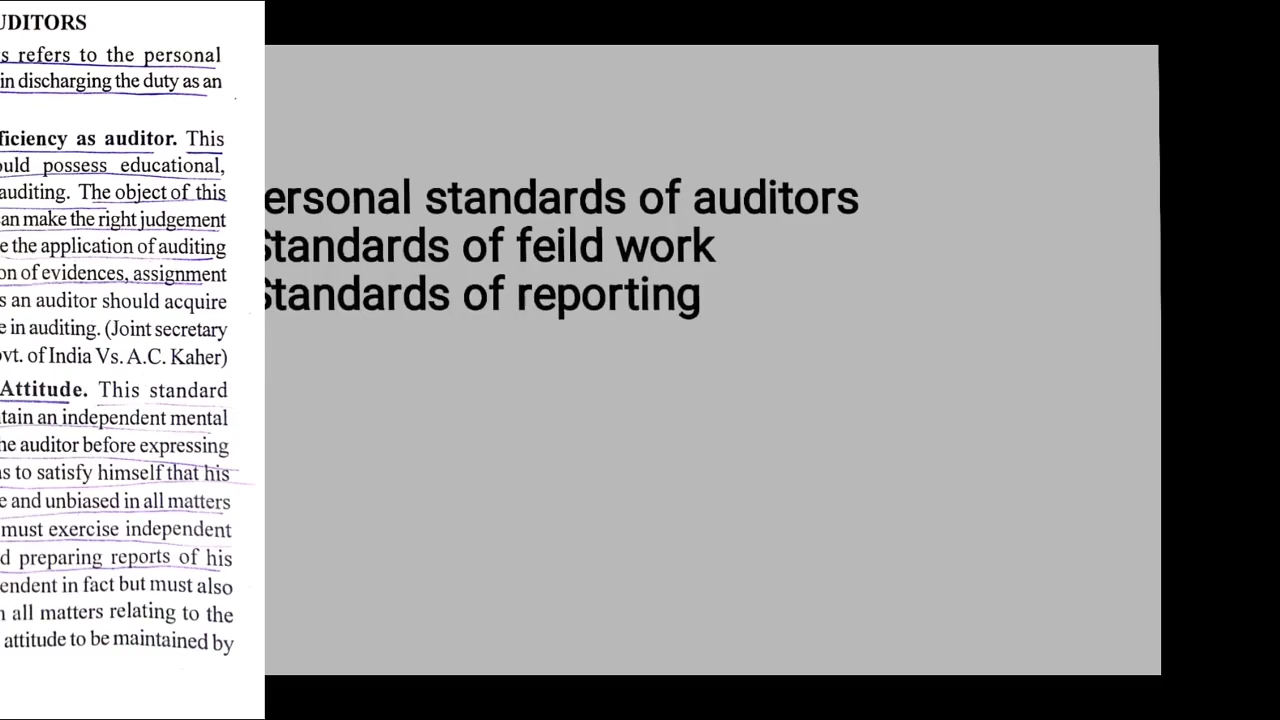 UDITORS
s refers to the personal
in discharging the duty as an
ficiency as auditor. This
ould possess educational,
auditing. The object of this
an make the right judgement
e the application of auditing
on of evidences, assignment
s an auditor should acquire
e in auditing. (Joint secretary
ovt. of India Vs. A.C. Kaher)
Attitude. This standard
ntain an independent mental
he auditor before expressing
as to satisfy himself that his
e and unbiased in all matters
must exercise independent
d preparing reports of his
endent in fact but must also
n all matters relating to the
attitude to be maintained by
ersonal standards of auditors
Standards of feild work
Standards of reporting